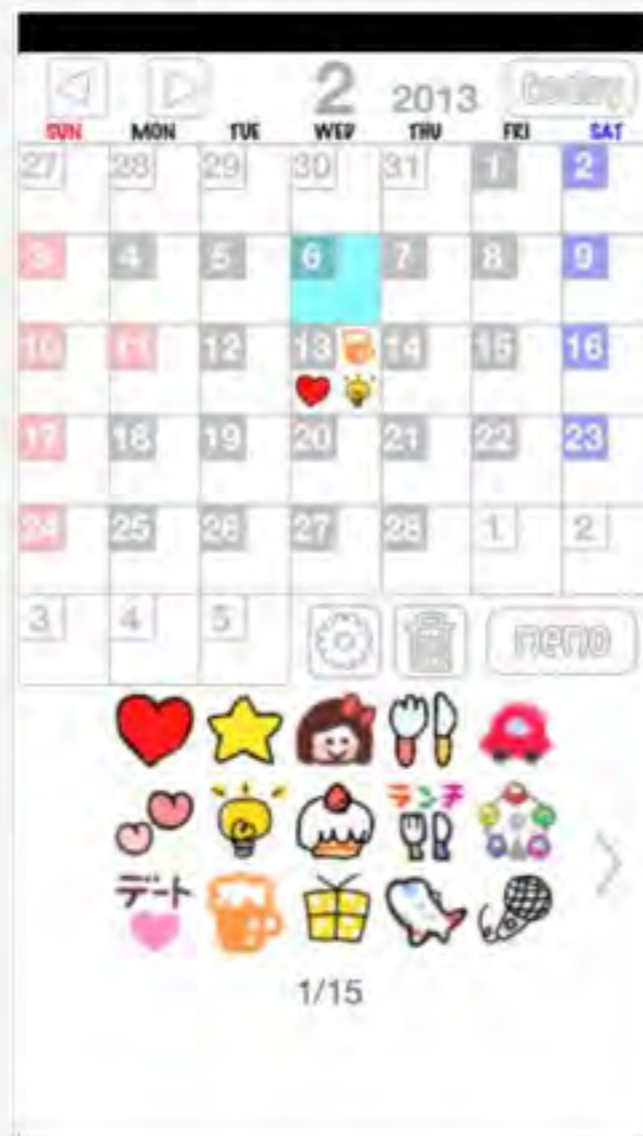 2 2013 today
SUN MON TUE WED THU FRI SAT
27 28 29 30 31 1 2
3 4 5 6 7 8 9
10 11 12 13 14 15 16
17 18 19 20 21 22 23
24 25 26 27 28 1 2
3 4 5 memo
ランチ
デート
1/15